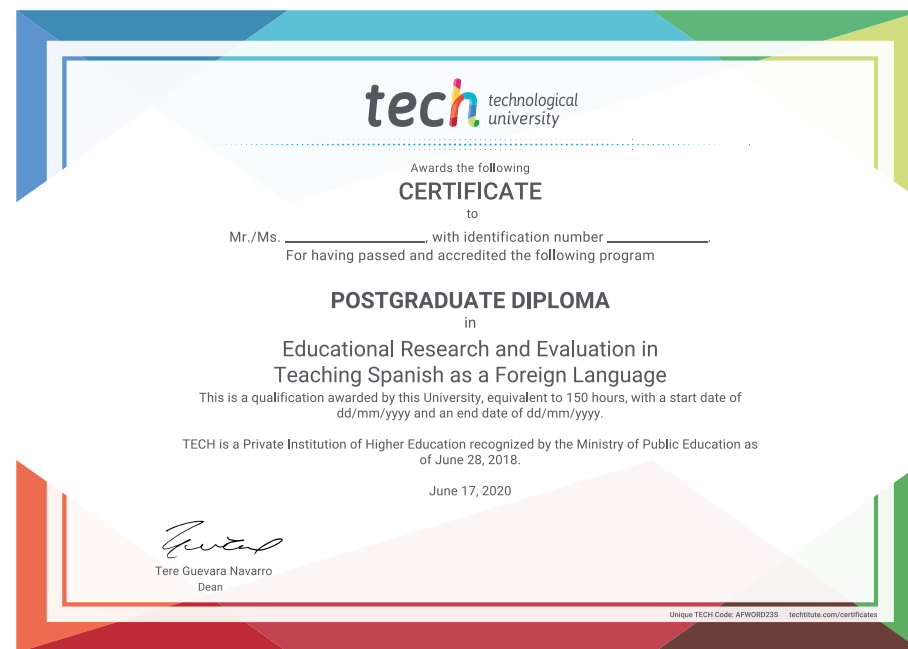 tech technological
university
Awards the following
CERTIFICATE
to
Mr./Ms. ____________________, with identification number __________________.
For having passed and accredited the following program
POSTGRADUATE DIPLOMA
in
Educational Research and Evaluation in
Teaching Spanish as a Foreign Language
This is a qualification awarded by this University, equivalent to 150 hours, with a start date of
dd/mm/yyyy and an end date of dd/mm/yyyy.
TECH is a Private Institution of Higher Education recognized by the Ministry of Public Education as
of June 28, 2018.
June 17, 2020
Tere Guevara Navarro
Dean
Unique TECH Code: AFWORD23S techtitute.com/certificates